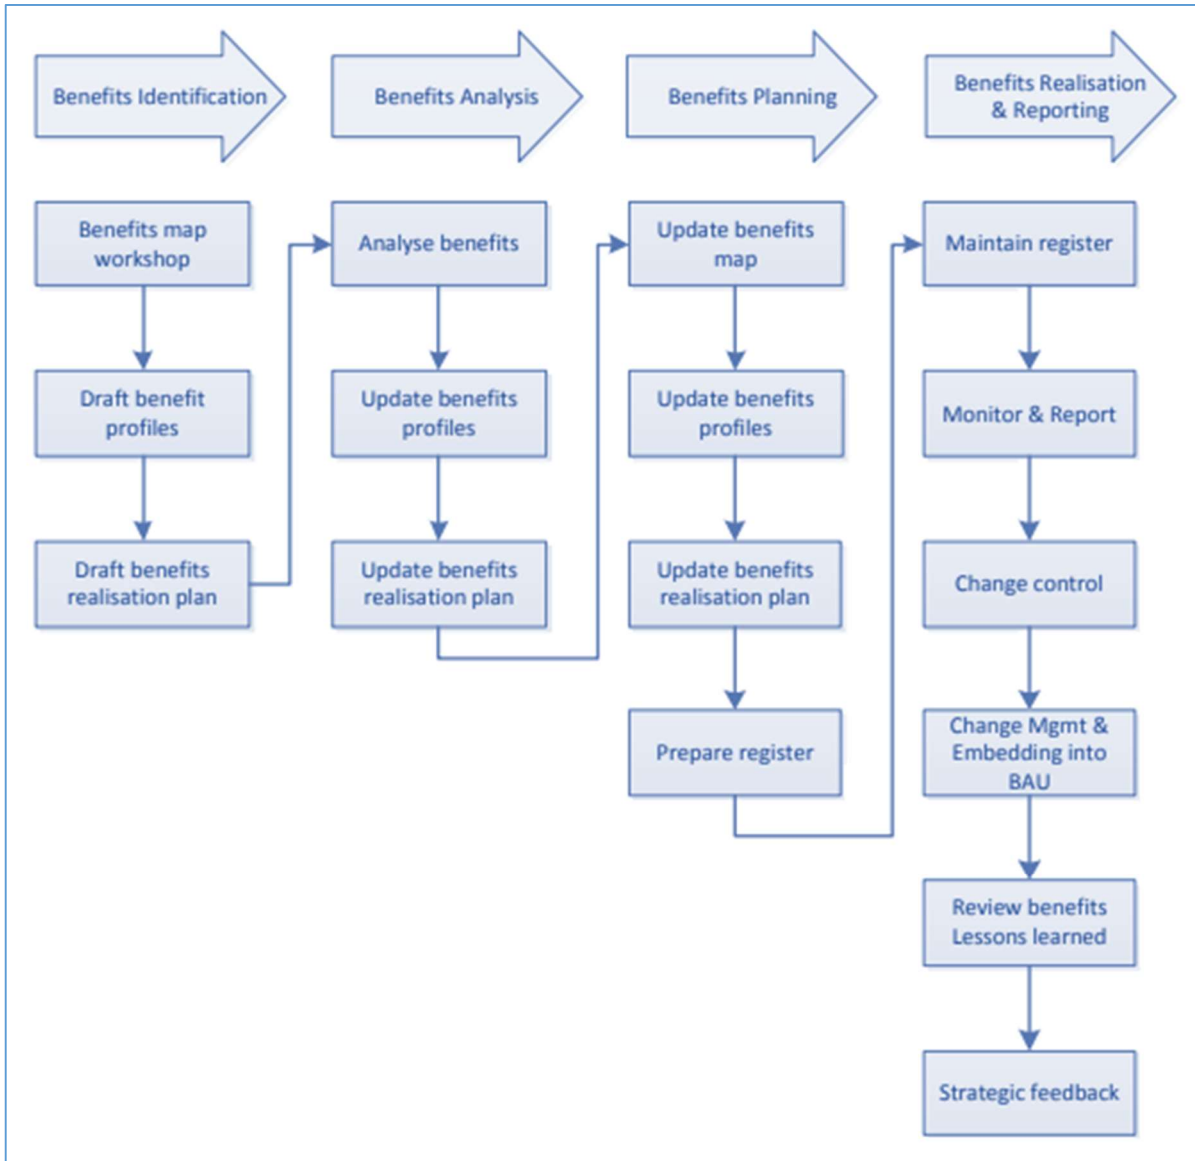 Benefits Identification
Benefits Analysis
Benefits Planning
Benefits Realisation
& Reporting
Benefits map
workshop
Draft benefit
profiles
Draft benefits
realisation plan
Analyse benefits
Update benefits
profiles
Update benefits
realisation plan
Update benefits
map
Update benefits
profiles
Update benefits
realisation plan
Prepare register
Maintain register
Monitor & Report
Change control
Change Mgmt &
Embedding into
BAU
Review benefits
Lessons learned
Strategic feedback